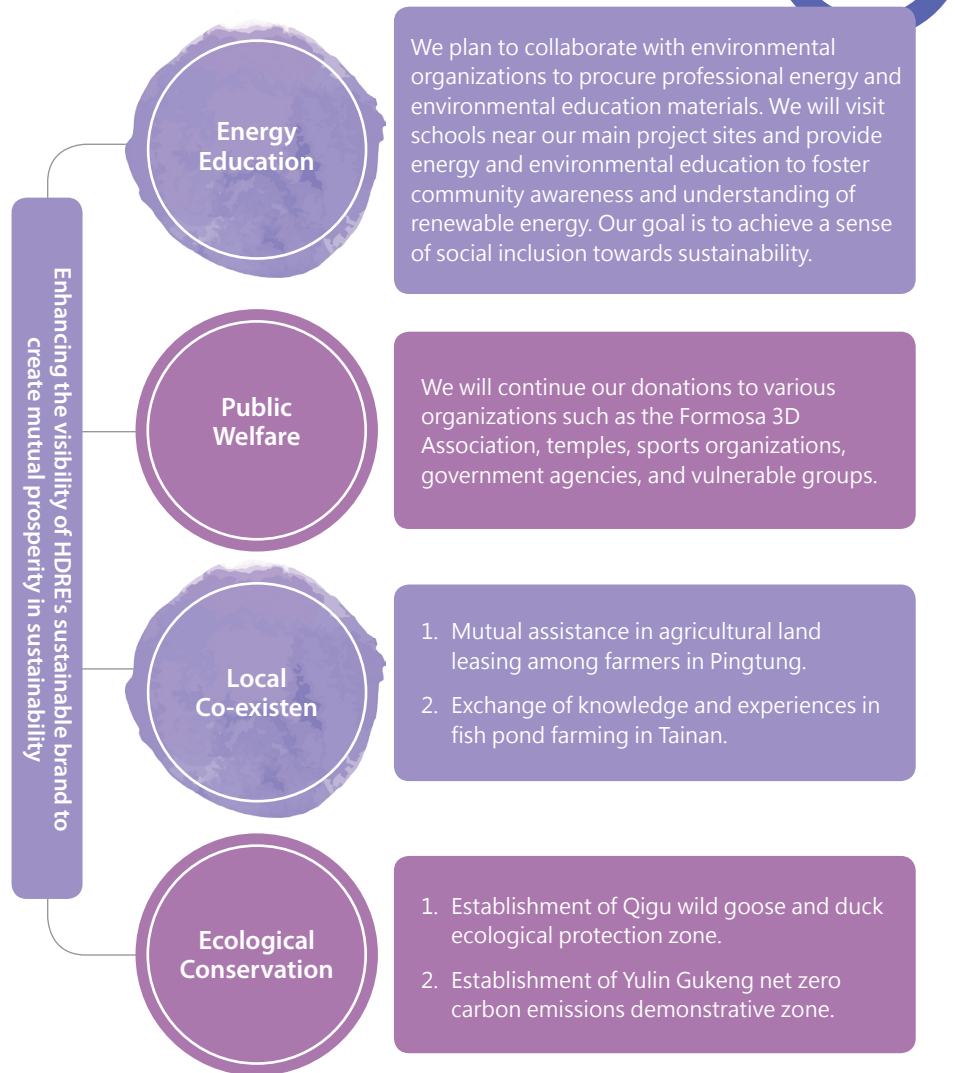 Enhancing the visibility of HDRE's sustainable brand to
create mutual prosperity in sustainability
Energy
Education
We plan to collaborate with environmental
organizations to procure professional energy and
environmental education materials. We will visit
schools near our main project sites and provide
energy and environmental education to foster
community awareness and understanding of
renewable energy. Our goal is to achieve a sense
of social inclusion towards sustainability.
Public
Welfare
We will continue our donations to various
organizations such as the Formosa 3D
Association, temples, sports organizations,
government agencies, and vulnerable groups.
Local
Co-existen
1. Mutual assistance in agricultural land
leasing among farmers in Pingtung.
2. Exchange of knowledge and experiences in
fish pond farming in Tainan.
Ecological
Conservation
1. Establishment of Qigu wild goose and duck
ecological protection zone.
2. Establishment of Yulin Gukeng net zero
carbon emissions demonstrative zone.